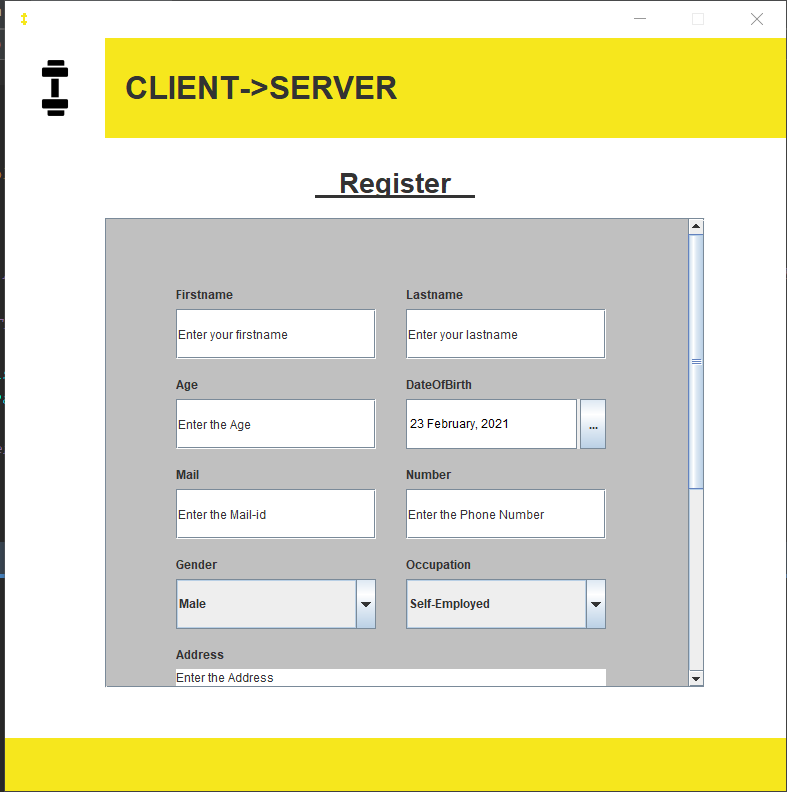 CLIENT->SERVER
Register
Firstname Lastname
Enter your firstname Enter your lastname
Age DateOfBirth
Enter the Age 23 February, 2021 ...
Mail Number
Enter the Mail-id Enter the Phone Number
Gender Occupation
Male Self-Employed
Address
Enter the Address